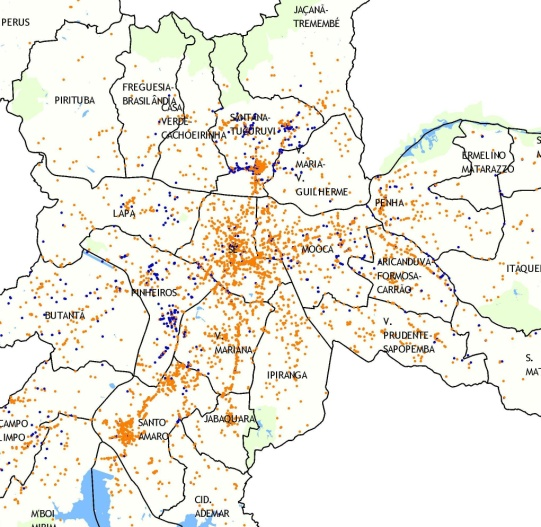 JAÇANÃ-
TREMEMBÉ
PERUS
FREGUESIA-
BRASILÂNDIA
PIRITUBA
CASA
VERDE-
CACHOEIRINHA
SANTANA-
TUCURUVI
V.
MARIA-
V.
GUILHERME
ERMELINO
MATARAZZO
S.
M
PENHA
LAPA
SÉ
MOOCA
ARICANDUVA-
FORMOSA-
CARRÃO
ITAQUE
PINHEIROS
BUTANTÃ
V.
MARIANA
V.
PRUDENTE-
SAPOPEMBA
S.
MAT
IPIRANGA
CAMPO
LIMPO
SANTO
AMARO
JABAQUARA
M'BOI
MIRIM
CID.
ADEMAR